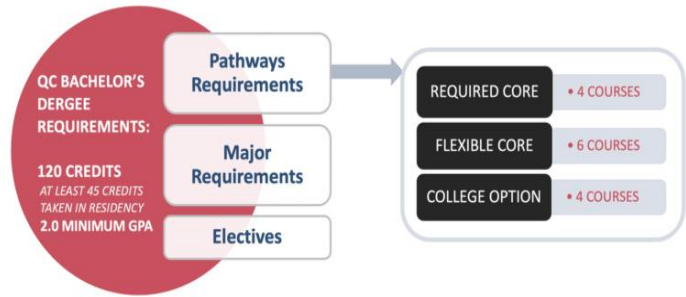 QC BACHELOR'S
DERGEE
REQUIREMENTS:
120 CREDITS
AT LEAST 45 CREDITS
TAKEN IN RESIDENCY
2.0 MINIMUM GPA
Pathways
Requirements
Major
Requirements
Electives
REQUIRED CORE
• 4 COURSES
FLEXIBLE CORE
• 6 COURSES
COLLEGE OPTION
• 4 COURSES